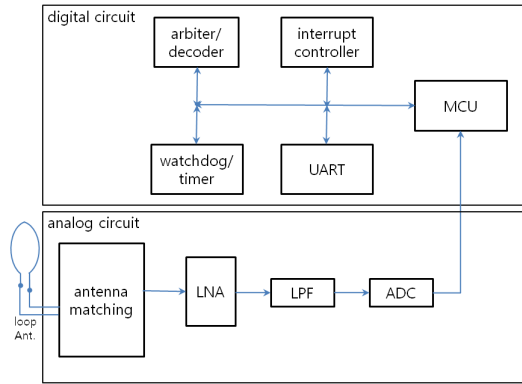 digital circuit
arbiter/
decoder
interrupt
controller
MCU
watchdog/
timer
UART
analog circuit
antenna
matching
LNA
LPF
ADC
loop
Ant.